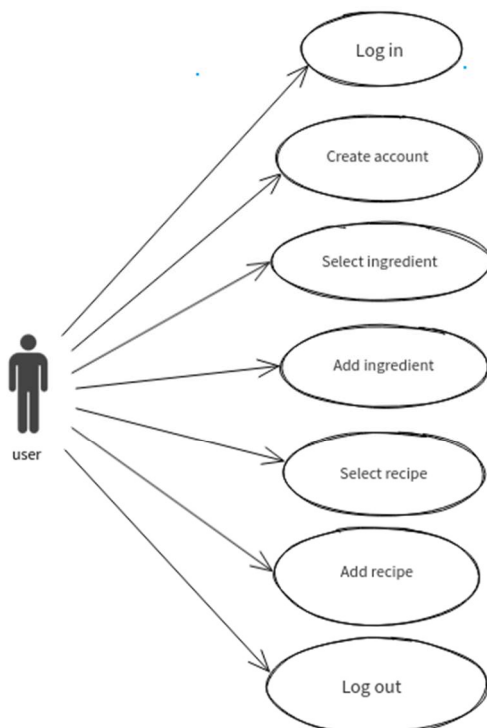 Log in
Create account
Select ingredient
Add ingredient
user
Select recipe
Add recipe
Log out